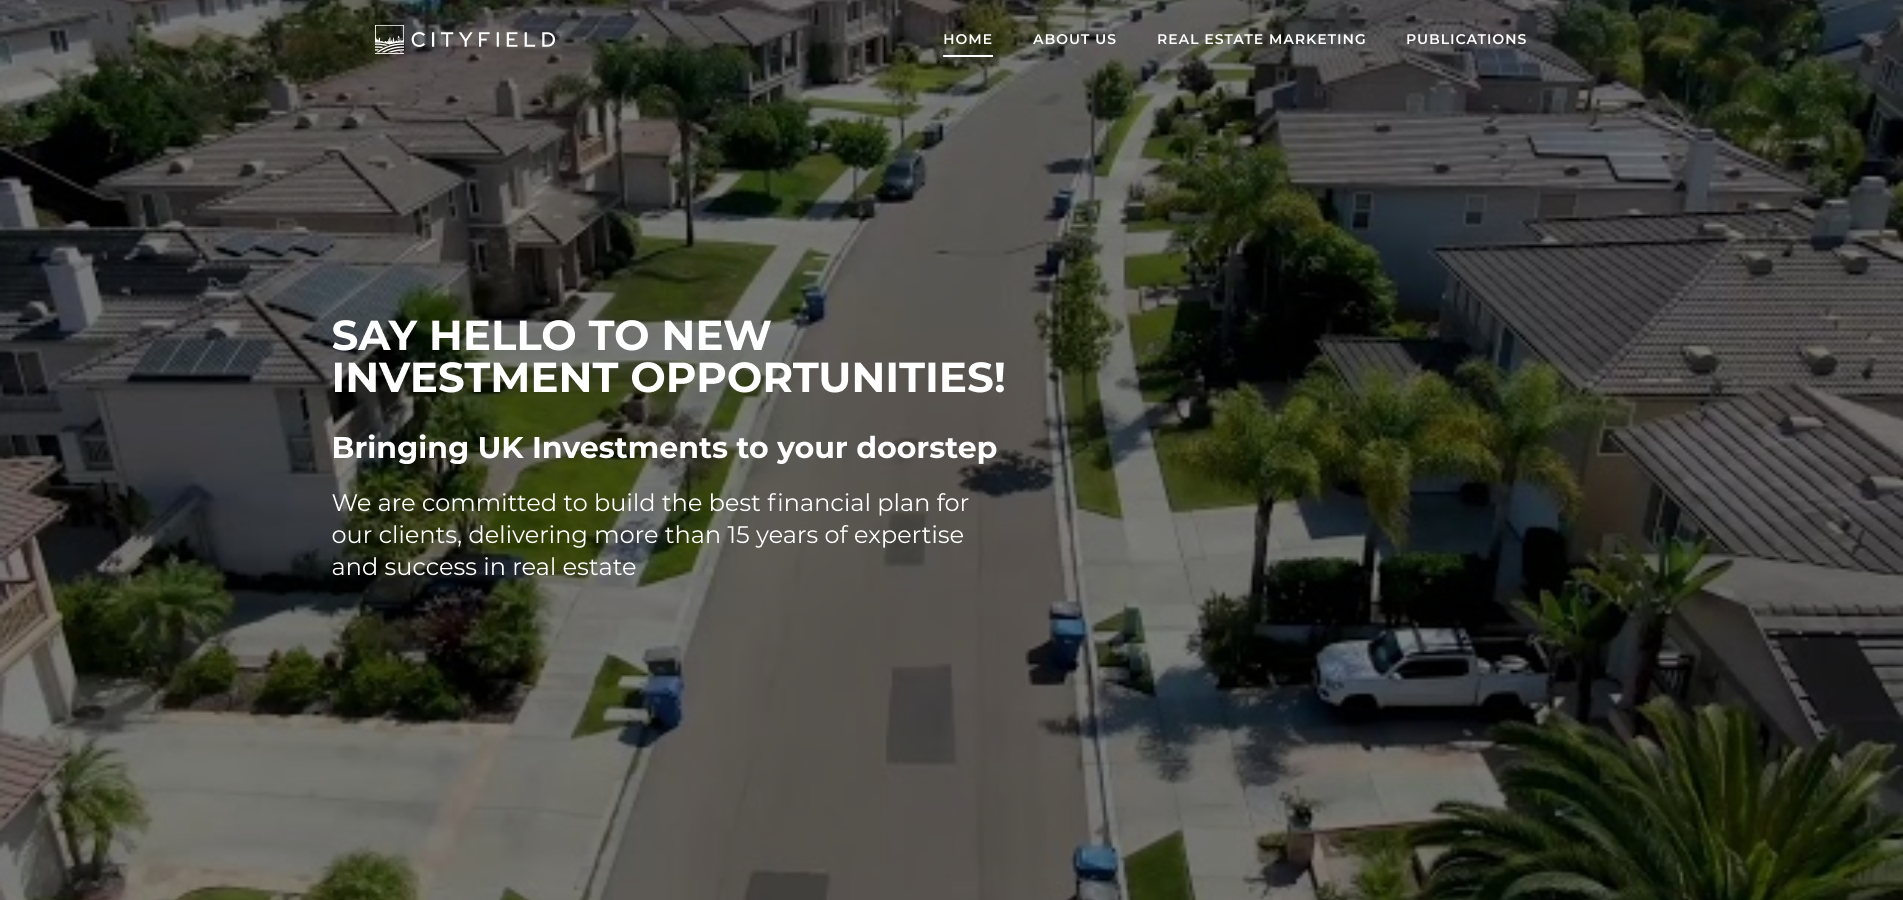 CITYFIELD
HOME ABOUT US REAL ESTATE MARKETING PUBLICATIONS
SAY HELLO TO NEW
INVESTMENT OPPORTUNITIES!
Bringing UK Investments to your doorstep
We are committed to build the best financial plan for
our clients, delivering more than 15 years of expertise
and success in real estate